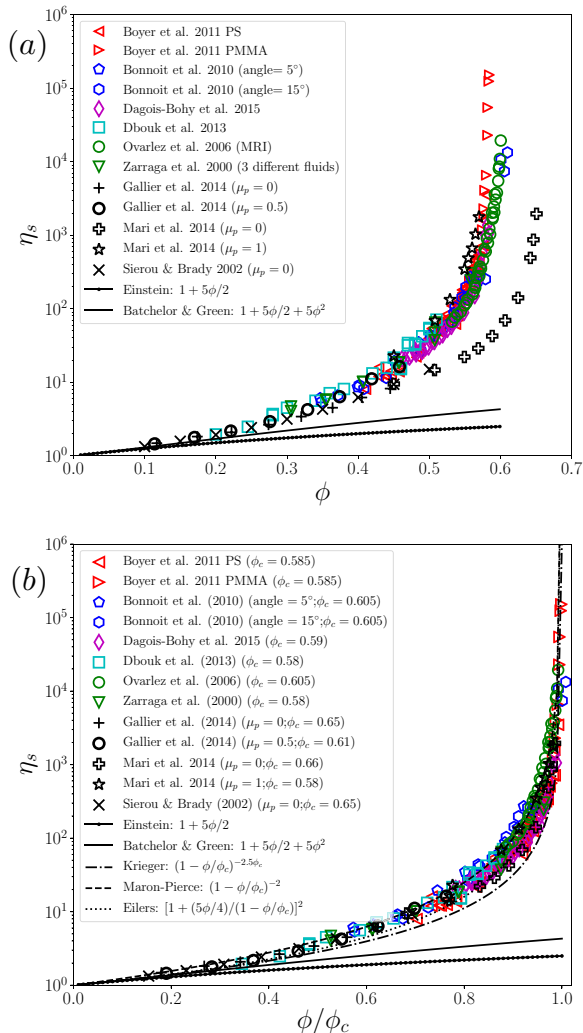 (a)
10^6
10^5
10^4
10^3
10^2
10^1
10^0
η_s
Boyer et al. 2011 PS
Boyer et al. 2011 PMMA
Bonnoit et al. 2010 (angle= 5°)
Bonnoit et al. 2010 (angle= 15°)
Dagois-Bohy et al. 2015
Dbouk et al. 2013
Ovarlez et al. 2006 (MRI)
Zarraga et al. 2000 (3 different fluids)
Gallier et al. 2014 (μ_p = 0)
Gallier et al. 2014 (μ_p = 0.5)
Mari et al. 2014 (μ_p = 0)
Mari et al. 2014 (μ_p = 1)
Sierou & Brady 2002 (μ_p = 0)
Einstein: 1 + 5ϕ/2
Batchelor & Green: 1 + 5ϕ/2 + 5ϕ^2
0.0 0.1 0.2 0.3 0.4 0.5 0.6 0.7
ϕ
(b)
10^6
10^5
10^4
10^3
10^2
10^1
10^0
η_s
Boyer et al. 2011 PS (ϕ_c = 0.585)
Boyer et al. 2011 PMMA (ϕ_c = 0.585)
Bonnoit et al. (2010) (angle = 5°;ϕ_c = 0.605)
Bonnoit et al. (2010) (angle = 15°;ϕ_c = 0.605)
Dagois-Bohy et al. 2015 (ϕ_c = 0.59)
Dbouk et al. (2013) (ϕ_c = 0.58)
Ovarlez et al. (2006) (ϕ_c = 0.605)
Zarraga et al. (2000) (ϕ_c = 0.58)
Gallier et al. (2014) (μ_p = 0;ϕ_c = 0.65)
Gallier et al. (2014) (μ_p = 0.5;ϕ_c = 0.61)
Mari et al. 2014 (μ_p = 0;ϕ_c = 0.66)
Mari et al. 2014 (μ_p = 1;ϕ_c = 0.58)
Sierou & Brady (2002) (μ_p = 0;ϕ_c = 0.65)
Einstein: 1 + 5ϕ/2
Batchelor & Green: 1 + 5ϕ/2 + 5ϕ^2
Krieger: (1 − ϕ/ϕ_c)^{−2.5ϕ_c}
Maron-Pierce: (1 − ϕ/ϕ_c)^{−2}
Eilers: [1+(5ϕ/4)/(1−ϕ/ϕ_c)]^2
0.0 0.2 0.4 0.6 0.8 1.0
ϕ/ϕ_c